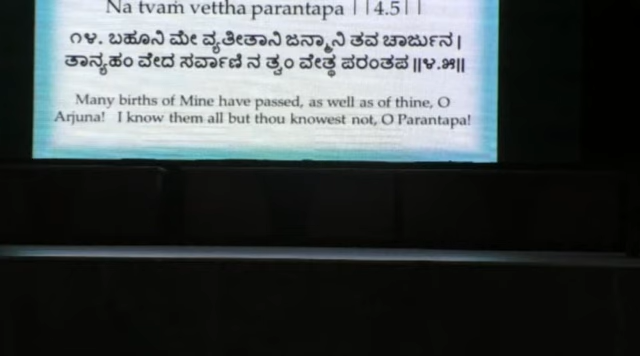 Na tvaṁ vettha parantapa ||4.5||
೧೪. ಬಹೂನಿ ಮೇ ವ್ಯತೀತಾನಿ ಜನ್ಮಾನಿ ತವ ಚಾರ್ಜುನ|
ತಾನ್ಯಹಂ ವೇದ ಸರ್ವಾಣಿ ನ ತ್ವಂ ವೇತ್ಥ ಪರಂತಪ ||೪.೫||
Many births of Mine have passed, as well as of thine, O
Arjuna! I know them all but thou knowest not, O Parantapa!